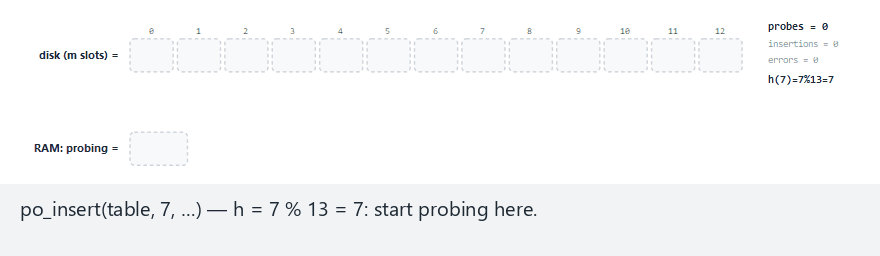 0 1 2 3 4 5 6 7 8 9 10 11 12
disk (m slots) =
probes = 0
insertions = 0
errors = 0
h(7)=7%13=7
RAM: probing =
po_insert(table, 7, ...) — h = 7 % 13 = 7: start probing here.